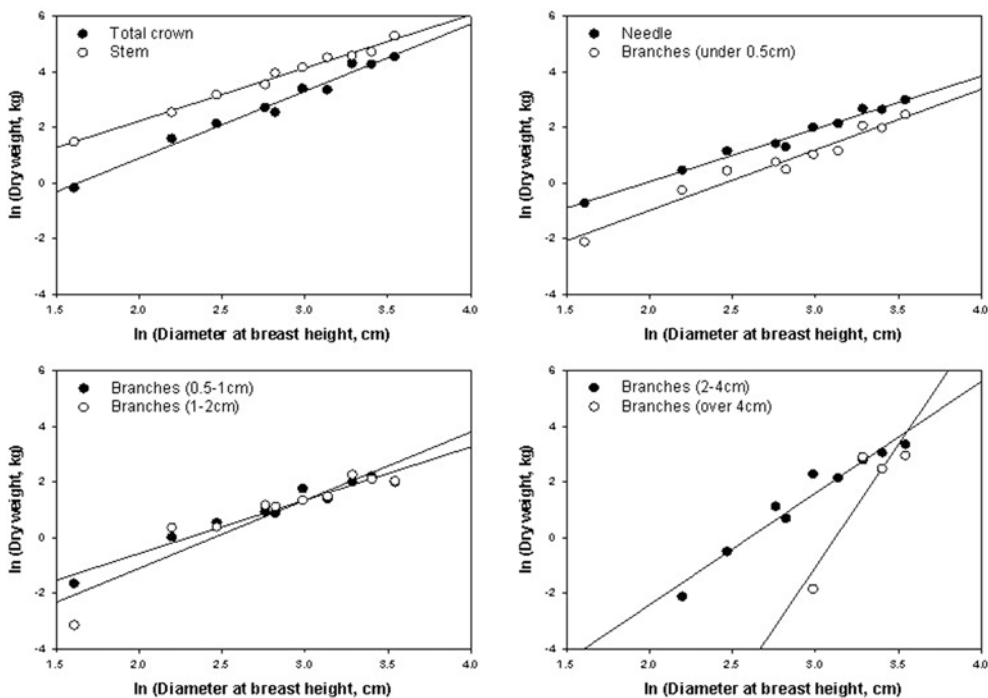 6
4
2
0
-2
-4
ln (Dry weight, kg)
Total crown
Stem
1.5 2.0 2.5 3.0 3.5 4.0
ln (Diameter at breast height, cm)
6
4
2
0
-2
-4
ln (Dry weight, kg)
Needle
Branches (under 0.5cm)
1.5 2.0 2.5 3.0 3.5 4.0
ln (Diameter at breast height, cm)
6
4
2
0
-2
-4
ln (Dry weight, kg)
Branches (0.5-1cm)
Branches (1-2cm)
1.5 2.0 2.5 3.0 3.5 4.0
ln (Diameter at breast height, cm)
6
4
2
0
-2
-4
ln (Dry weight, kg)
Branches (2-4cm)
Branches (over 4cm)
1.5 2.0 2.5 3.0 3.5 4.0
ln (Diameter at breast height, cm)